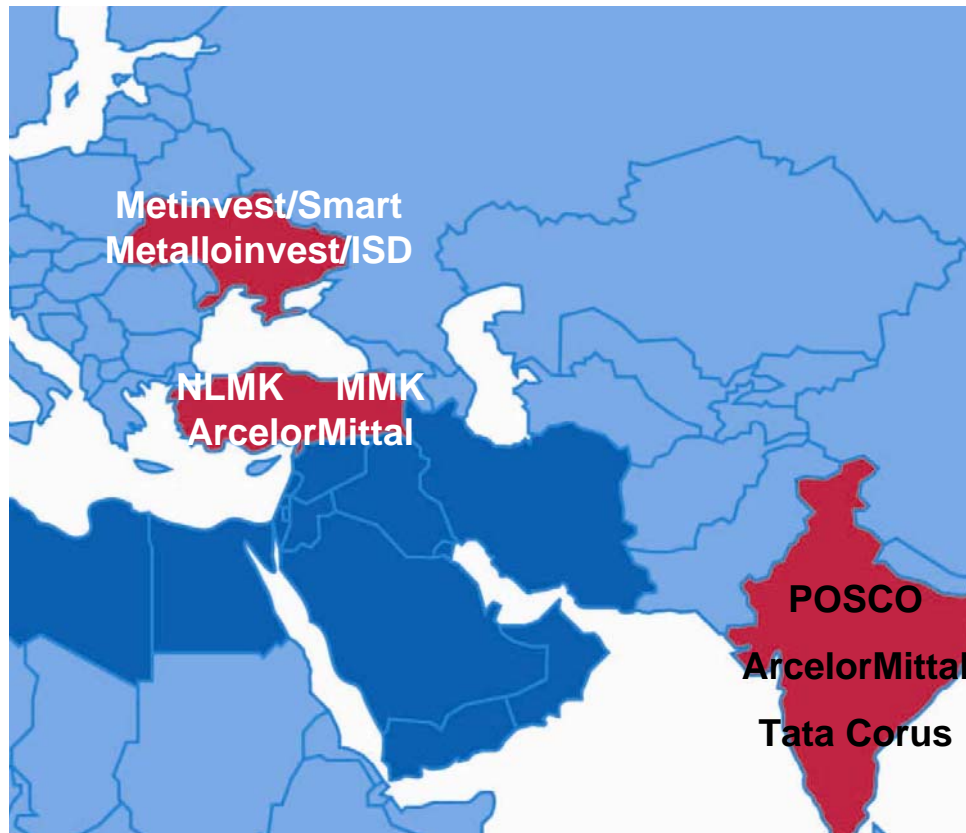 Metinvest/Smart
Metalloinvest/ISD
NLMK MMK
ArcelorMittal
POSCO
ArcelorMittal
Tata Corus